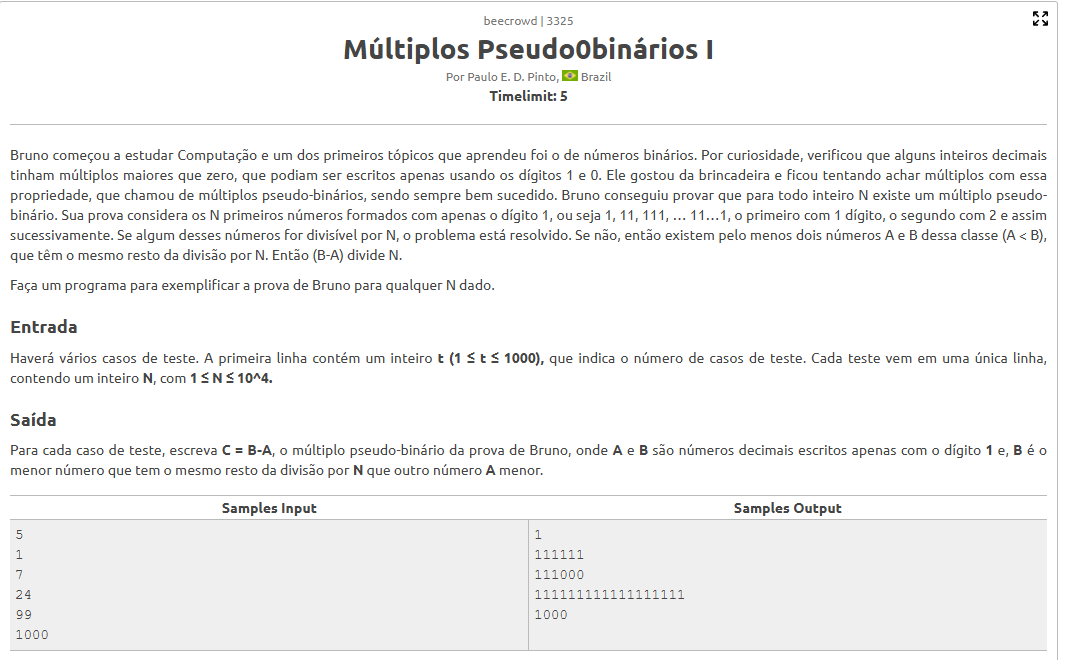 beecrowd | 3325
Múltiplos Pseudo0binários I
Por Paulo E. D. Pinto, Brazil
Timelimit: 5
Bruno começou a estudar Computação e um dos primeiros tópicos que aprendeu foi o de números binários. Por curiosidade, verificou que alguns inteiros decimais
tinham múltiplos maiores que zero, que podiam ser escritos apenas usando os dígitos 1 e 0. Ele gostou da brincadeira e ficou tentando achar múltiplos com essa
propriedade, que chamou de múltiplos pseudo-binários, sendo sempre bem sucedido. Bruno conseguiu provar que para todo inteiro N existe um múltiplo pseudo-
binário. Sua prova considera os N primeiros números formados com apenas o dígito 1, ou seja 1, 11, 111, ... 11...1, o primeiro com 1 dígito, o segundo com 2 e assim
sucessivamente. Se algum desses números for divisível por N, o problema está resolvido. Se não, então existem pelo menos dois números A e B dessa classe (A < B),
que têm o mesmo resto da divisão por N. Então (B-A) divide N.
Faça um programa para exemplificar a prova de Bruno para qualquer N dado.
Entrada
Haverá vários casos de teste. A primeira linha contém um inteiro t (1 ≤ t ≤ 1000), que indica o número de casos de teste. Cada teste vem em uma única linha,
contendo um inteiro N, com 1 ≤ N ≤ 10^4.
Saída
Para cada caso de teste, escreva C = B-A, o múltiplo pseudo-binário da prova de Bruno, onde A e B são números decimais escritos apenas com o dígito 1 e, B é o
menor número que tem o mesmo resto da divisão por N que outro número A menor.
Samples Input Samples Output
5 1
1 111111
7 111000
24 111111111111111111
99 1000
1000